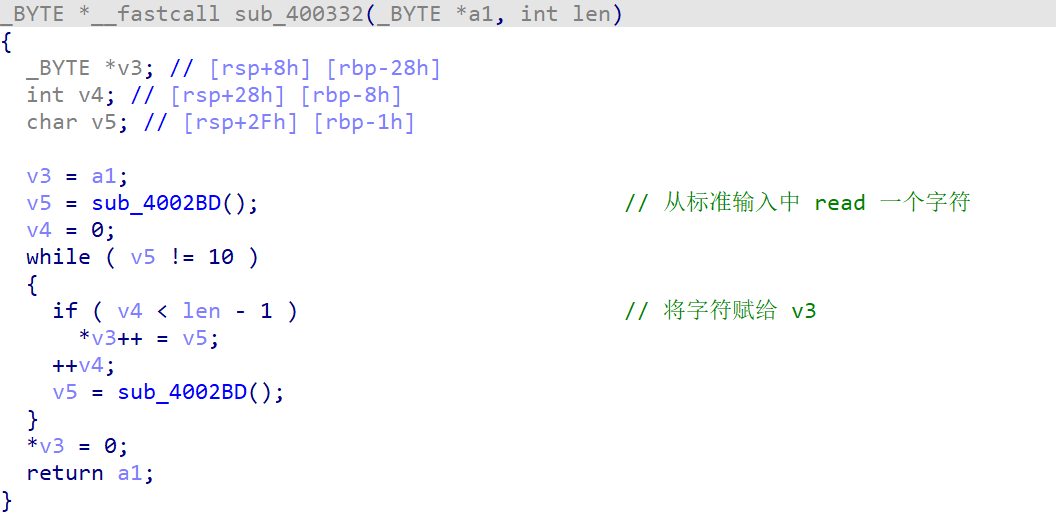 _BYTE *__fastcall sub_400332(_BYTE *a1, int len)
{
  _BYTE *v3; // [rsp+8h] [rbp-28h]
  int v4; // [rsp+28h] [rbp-8h]
  char v5; // [rsp+2Fh] [rbp-1h]

  v3 = a1;
  v5 = sub_4002BD();                            // 从标准输入中 read 一个字符
  v4 = 0;
  while ( v5 != 10 )
  {
    if ( v4 < len - 1 )                         // 将字符赋给 v3
      *v3++ = v5;
    ++v4;
    v5 = sub_4002BD();
  }
  *v3 = 0;
  return a1;
}